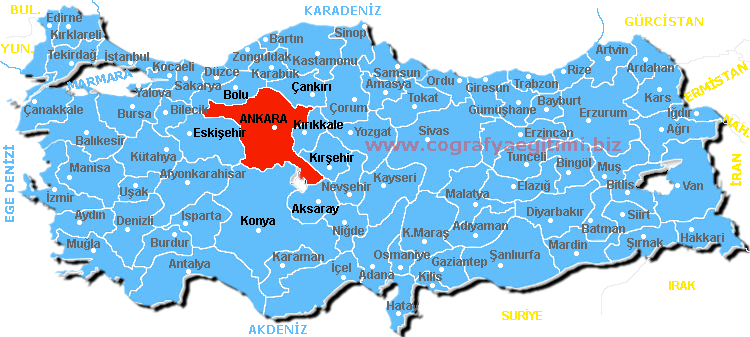 BUL.
KARADENİZ
GÜRCİSTAN
Edirne
Kırklareli
Tekirdağ
İstanbul
YUN.
MARMARA
Kocaeli
Yalova
Sakarya
Düzce
Zonguldak
Bartın
Karabük
Kastamonu
Sinop
Samsun
Amasya
Ordu
Tokat
Giresun
Trabzon
Gümüşhane
Rize
Bayburt
Artvin
Ardahan
Kars
ERMİSTAN
Iğdır
NAH.
Ağrı
Erzurum
Erzincan
Bolu
Çankırı
Çorum
Çanakkale
Bursa
Bilecik
ANKARA
Kırıkkale
Eskişehir
Yozgat
Sivas
www.cografyaegitimi.biz
Balıkesir
Kütahya
Kırşehir
Tunceli
Bingöl
Muş
İRAN
EGE DENİZİ
Manisa
Afyonkarahisar
Uşak
Nevşehir
Kayseri
Malatya
Elazığ
Bitlis
Van
İzmir
Aydın
Denizli
Isparta
Konya
Aksaray
Niğde
K.Maraş
Adıyaman
Diyarbakır
Batman
Siirt
Şırnak
Hakkari
Muğla
Burdur
Antalya
Karaman
İçel
Adana
Osmaniye
Gaziantep
Kilis
Şanlıurfa
Mardin
Hatay
AKDENİZ
SURİYE
IRAK